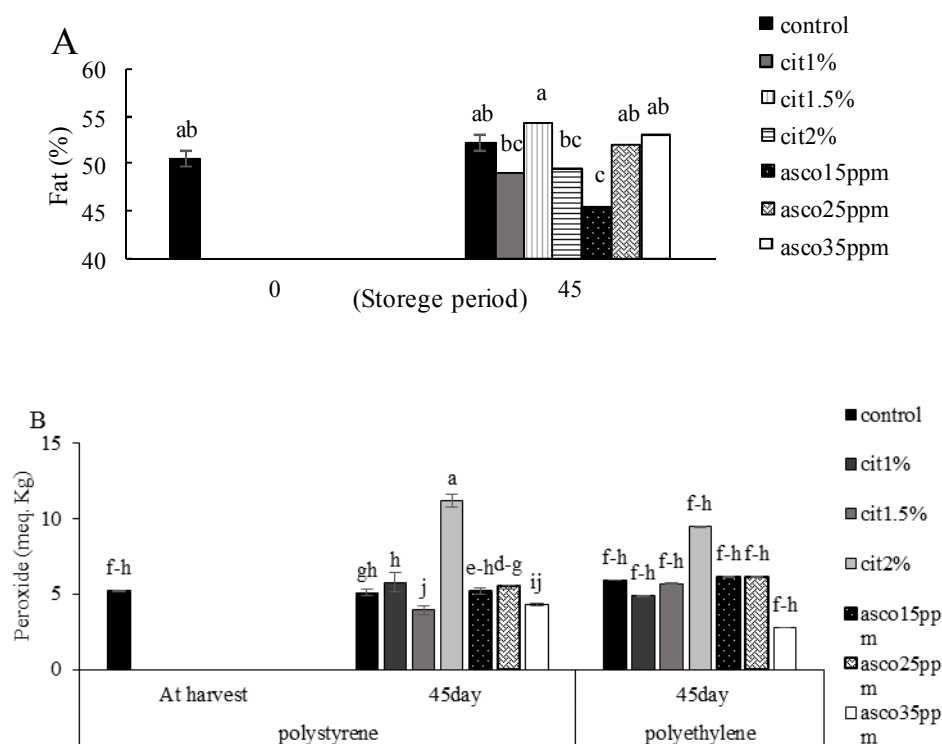 A
control
cit1%
cit1.5%
cit2%
asco15ppm
asco25ppm
asco35ppm
Fat (%)
60
55
50
45
40
ab
ab
bc
a
bc
c
ab
ab
0
(Storege period)
45
B
control
cit1%
cit1.5%
cit2%
asco15pp
m
asco25pp
m
asco35pp
m
Peroxide (meq. Kg)
15
10
5
0
f-h
gh
h
j
a
e-h
d-g
ij
f-h
f-h
f-h
f-h
f-h
f-h
f-h
At harvest
45day
45day
polystyrene
polyethylene